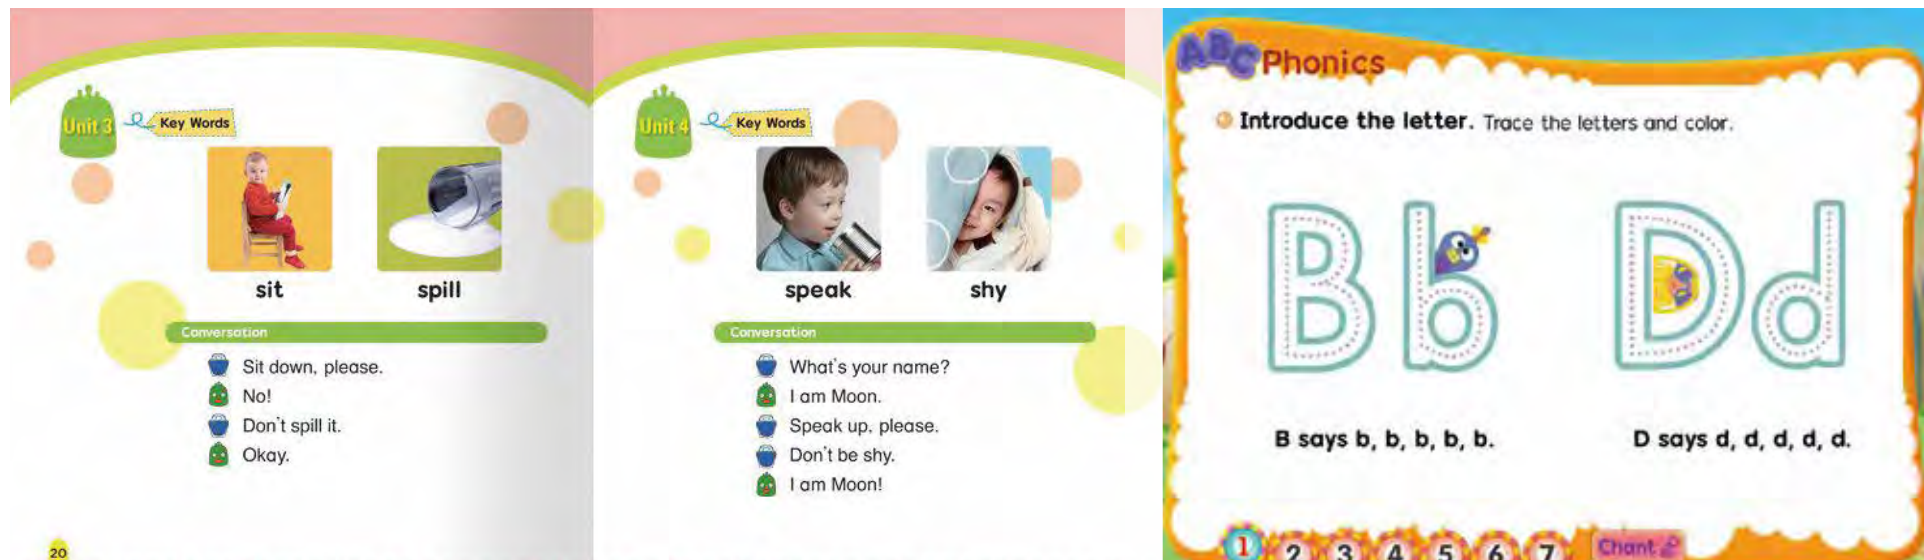 Unit 3
Key Words
sit
spill
Conversation
Sit down, please.
No!
Don't spill it.
Okay.
20
Unit 4
Key Words
speak
shy
Conversation
What's your name?
I am Moon.
Speak up, please.
Don't be shy.
I am Moon!
ABC Phonics
Introduce the letter. Trace the letters and color.
B b D d
B says b, b, b, b, b.
D says d, d, d, d, d.
1 2 3 4 5 6 7 Chant